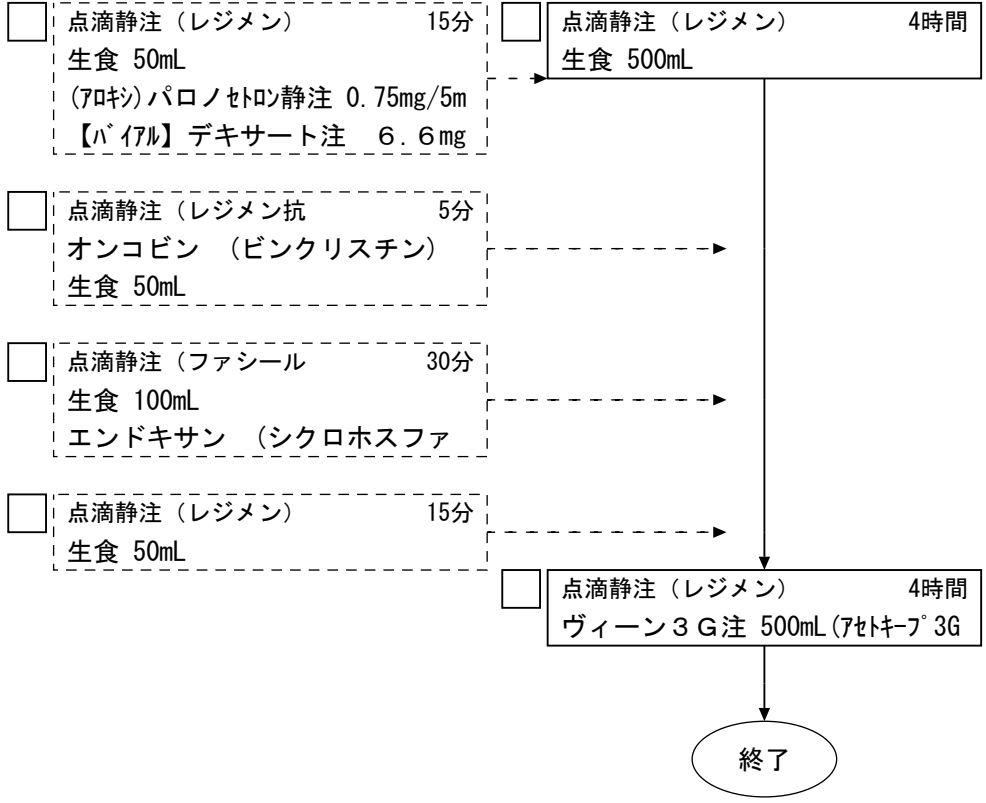 点滴静注（レジメン） 15分
生食 50mL
(ｱﾛｷｼ)パロノｾﾄﾛﾝ静注 0.75mg/5m
【ﾊﾞｲｱﾙ】デキサート注 ６.６mg
点滴静注（レジメン） 4時間
生食 500mL
点滴静注（レジメン抗 5分
オンコビン （ビンクリスチン）
生食 50mL
点滴静注（ファシール 30分
生食 100mL
エンドキサン （シクロホスファ
点滴静注（レジメン） 15分
生食 50mL
点滴静注（レジメン） 4時間
ヴィーン３Ｇ注 500mL(ｱｾﾄｷｰﾌﾟ3G
終了